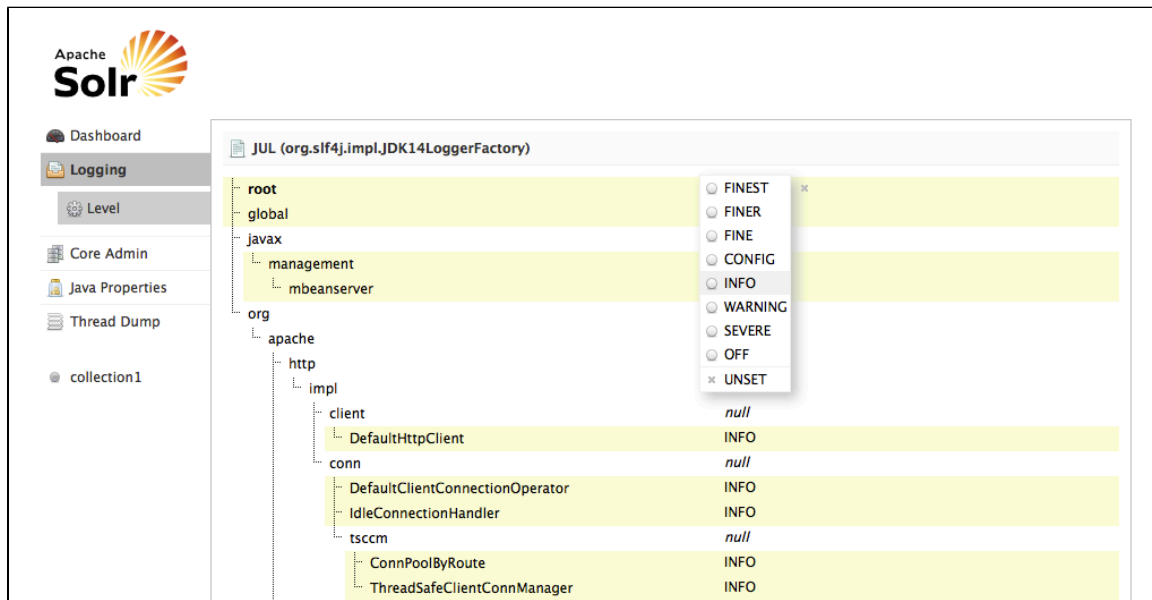 Apache
Solr
Dashboard
Logging
Level
Core Admin
Java Properties
Thread Dump
collection1
JUL (org.slf4j.impl.JDK14LoggerFactory)
root
global
javax
management
mbeanserver
org
apache
http
impl
client null
DefaultHttpClient INFO
conn null
DefaultClientConnectionOperator INFO
IdleConnectionHandler INFO
tsccm null
ConnPoolByRoute INFO
ThreadSafeClientConnManager INFO
FINEST
FINER
FINE
CONFIG
INFO
WARNING
SEVERE
OFF
UNSET